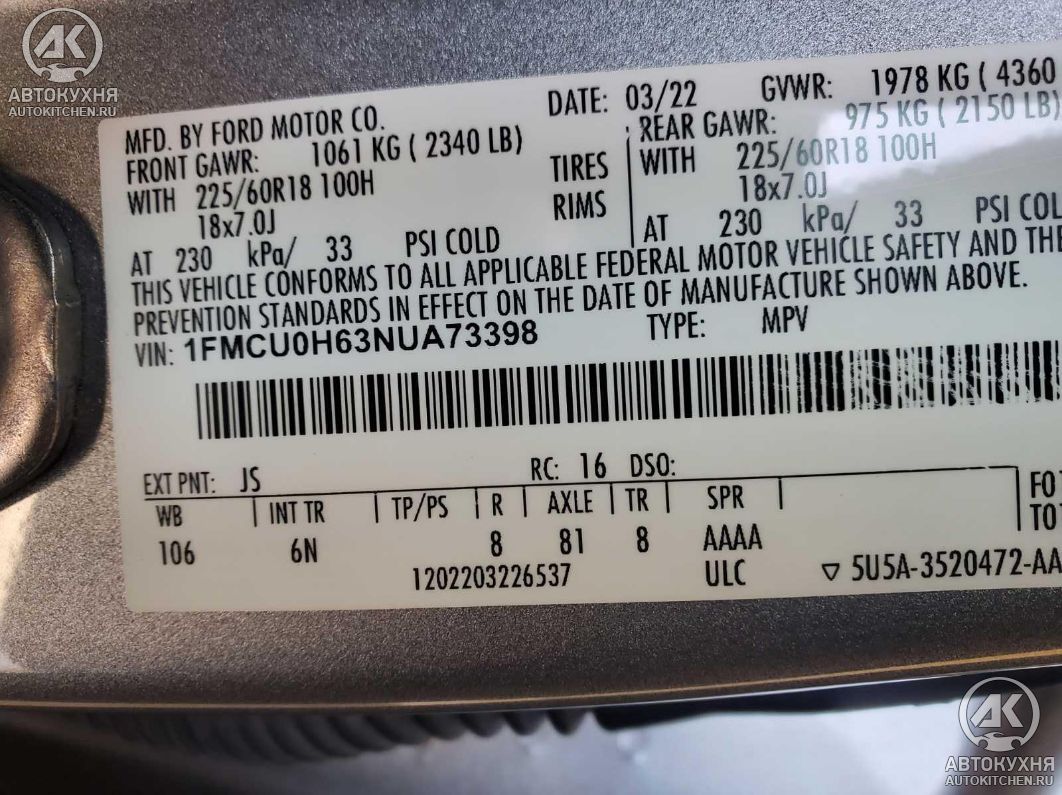 АК
АВТОКУХНЯ
AUTOKITCHEN.RU
MFD. BY FORD MOTOR CO. DATE: 03/22 GVWR: 1978 KG ( 4360
FRONT GAWR: 1061 KG ( 2340 LB) REAR GAWR: 975 KG ( 2150 LB)
WITH 225/60R18 100H TIRES WITH 225/60R18 100H
18x7.0J RIMS 18x7.0J
AT 230 kPa/ 33 PSI COLD AT 230 kPa/ 33 PSI COL
THIS VEHICLE CONFORMS TO ALL APPLICABLE FEDERAL MOTOR VEHICLE SAFETY AND THE
PREVENTION STANDARDS IN EFFECT ON THE DATE OF MANUFACTURE SHOWN ABOVE.
VIN: 1FMCU0H63NUA73398 TYPE: MPV
EXT PNT: JS RC: 16 DSO:
WB INT TR TP/PS R AXLE TR SPR FO
TO
106 6N 8 81 8 AAAA
1202203226537 ULC ▽ 5U5A-3520472-AA
АК
АВТОКУХНЯ
AUTOKITCHEN.RU